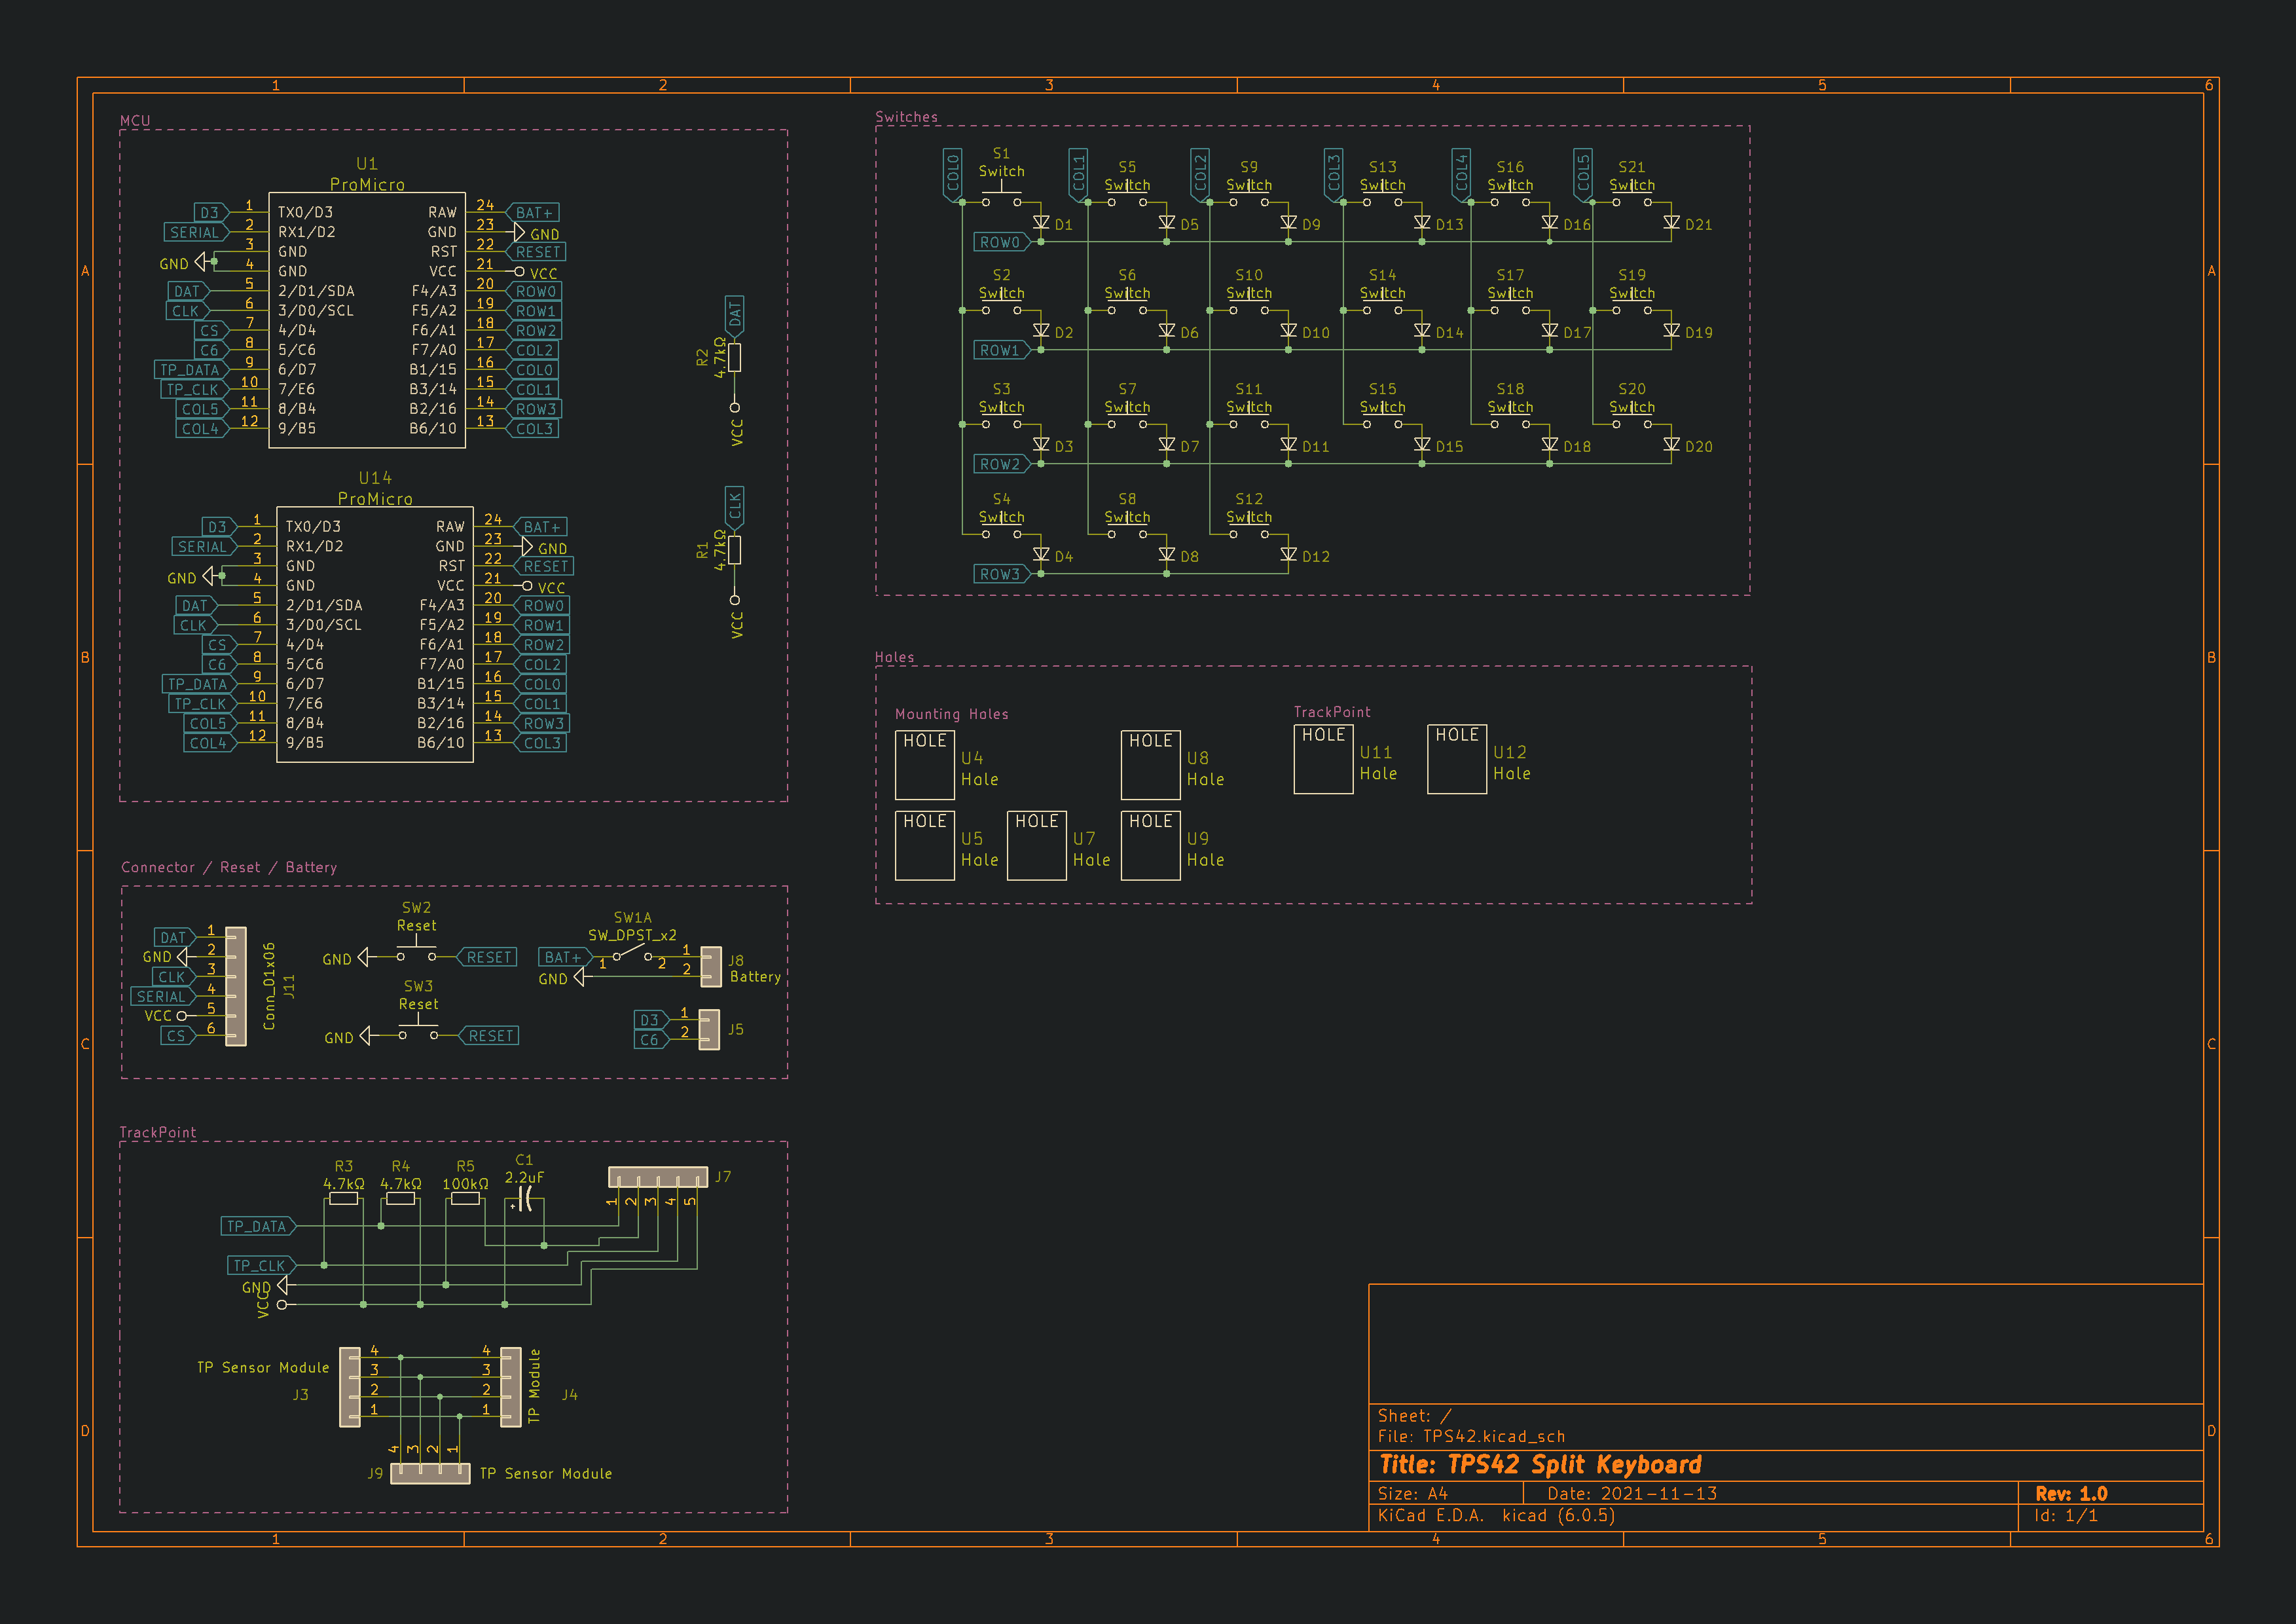 1 2 3 4 5 6
A
B
C
D
MCU
U1
ProMicro
D3 1 TX0/D3 RAW 24 BAT+
SERIAL 2 RX1/D2 GND 23 GND
3 GND RST 22 RESET
GND 4 GND VCC 21 VCC
DAT 5 2/D1/SDA F4/A3 20 ROW0
CLK 6 3/D0/SCL F5/A2 19 ROW1
CS 7 4/D4 F6/A1 18 ROW2
C6 8 5/C6 F7/A0 17 COL2
TP_DATA 9 6/D7 B1/15 16 COL0
TP_CLK 10 7/E6 B3/14 15 COL1
COL5 11 8/B4 B2/16 14 ROW3
COL4 12 9/B5 B6/10 13 COL3
U14
ProMicro
D3 1 TX0/D3 RAW 24 BAT+
SERIAL 2 RX1/D2 GND 23 GND
3 GND RST 22 RESET
GND 4 GND VCC 21 VCC
DAT 5 2/D1/SDA F4/A3 20 ROW0
CLK 6 3/D0/SCL F5/A2 19 ROW1
CS 7 4/D4 F6/A1 18 ROW2
C6 8 5/C6 F7/A0 17 COL2
TP_DATA 9 6/D7 B1/15 16 COL0
TP_CLK 10 7/E6 B3/14 15 COL1
COL5 11 8/B4 B2/16 14 ROW3
COL4 12 9/B5 B6/10 13 COL3
DAT
R2
4.7kΩ
VCC
CLK
R1
4.7kΩ
VCC
Switches
COL0 COL1 COL2 COL3 COL4 COL5
S1 S5 S9 S13 S16 S21
Switch Switch Switch Switch Switch Switch
D1 D5 D9 D13 D16 D21
ROW0
S2 S6 S10 S14 S17 S19
Switch Switch Switch Switch Switch Switch
D2 D6 D10 D14 D17 D19
ROW1
S3 S7 S11 S15 S18 S20
Switch Switch Switch Switch Switch Switch
D3 D7 D11 D15 D18 D20
ROW2
S4 S8 S12
Switch Switch Switch
D4 D8 D12
ROW3
Holes
Mounting Holes
TrackPoint
HOLE U4 Hole
HOLE U8 Hole
HOLE U11 Hole
HOLE U12 Hole
HOLE U5 Hole
HOLE U7 Hole
HOLE U9 Hole
Connector / Reset / Battery
DAT 1
GND 2
CLK 3
SERIAL 4
VCC 5
CS 6
Conn_01x06
J11
SW2
Reset
GND RESET
SW3
Reset
GND RESET
SW1A
SW_DPST_x2
BAT+ 1 2 1 J8
GND 2 Battery
D3 1 J5
C6 2
TrackPoint
R3 R4 R5 C1
4.7kΩ 4.7kΩ 100kΩ 2.2uF
+
J7
1 2 3 4 5
TP_DATA
TP_CLK
GND
VCC
TP Sensor Module
J3
4 4
3 3
2 2
1 1
TP Module
J4
4 3 2 1
J9 TP Sensor Module
Sheet: /
File: TPS42.kicad_sch
Title: TPS42 Split Keyboard
Size: A4 Date: 2021-11-13 Rev: 1.0
KiCad E.D.A. kicad (6.0.5) Id: 1/1
A
B
C
D
1 2 3 4 5 6